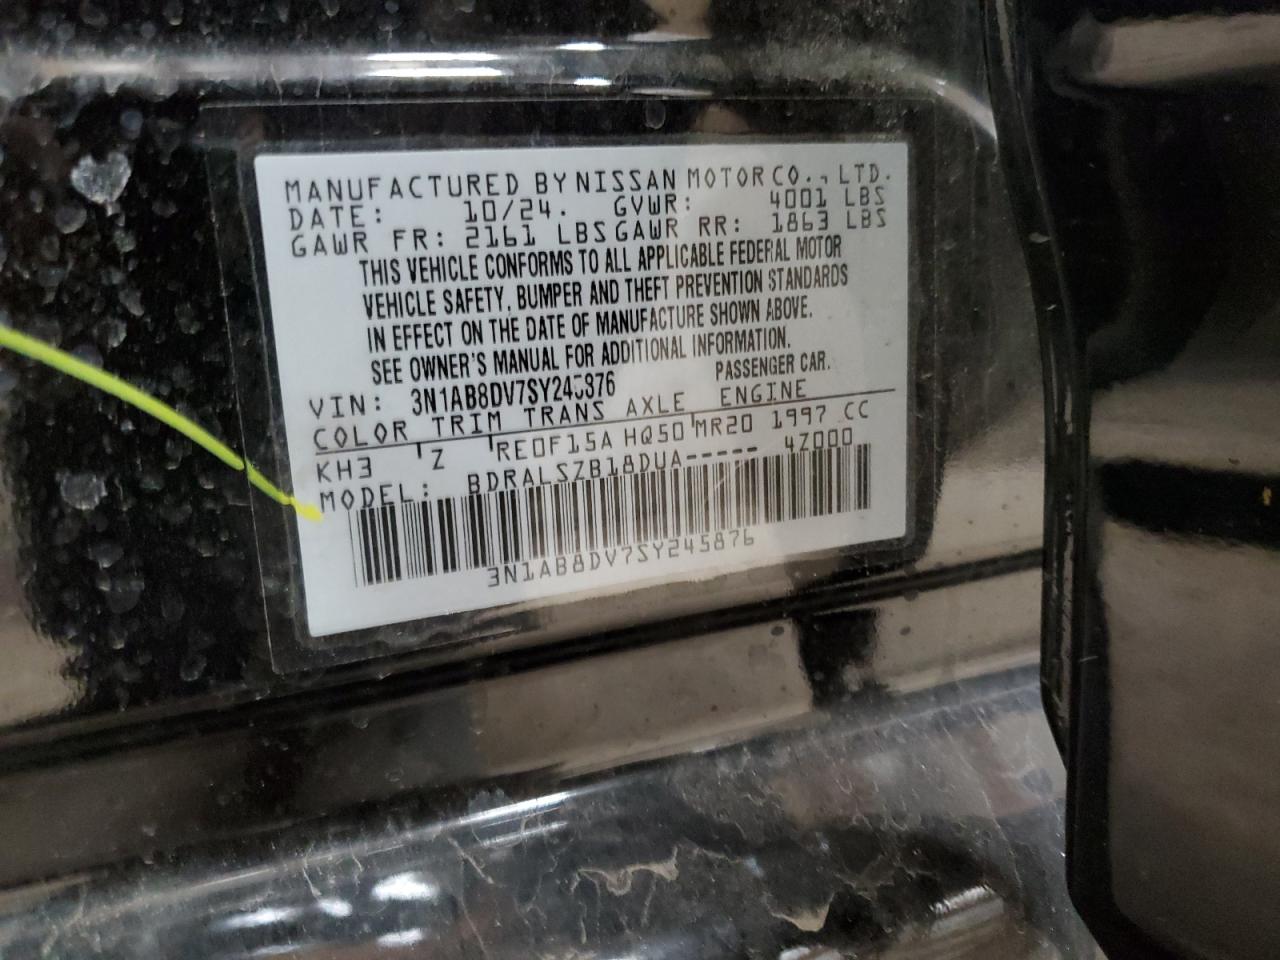 MANUFACTURED BY NISSAN MOTOR CO., LTD.
DATE: 10/24. GVWR: 4001 LBS
GAWR FR: 2161 LBS GAWR RR: 1863 LBS
THIS VEHICLE CONFORMS TO ALL APPLICABLE FEDERAL MOTOR
VEHICLE SAFETY, BUMPER AND THEFT PREVENTION STANDARDS
IN EFFECT ON THE DATE OF MANUFACTURE SHOWN ABOVE.
SEE OWNER'S MANUAL FOR ADDITIONAL INFORMATION.
VIN: 3N1AB8DV7SY245876 PASSENGER CAR.
COLOR TRIM TRANS AXLE ENGINE
KH3 Z RE0F15A HQ50 MR20 1997 CC
MODEL: BDRALSZB18DUA----- 4Z000
3N1AB8DV7SY245876